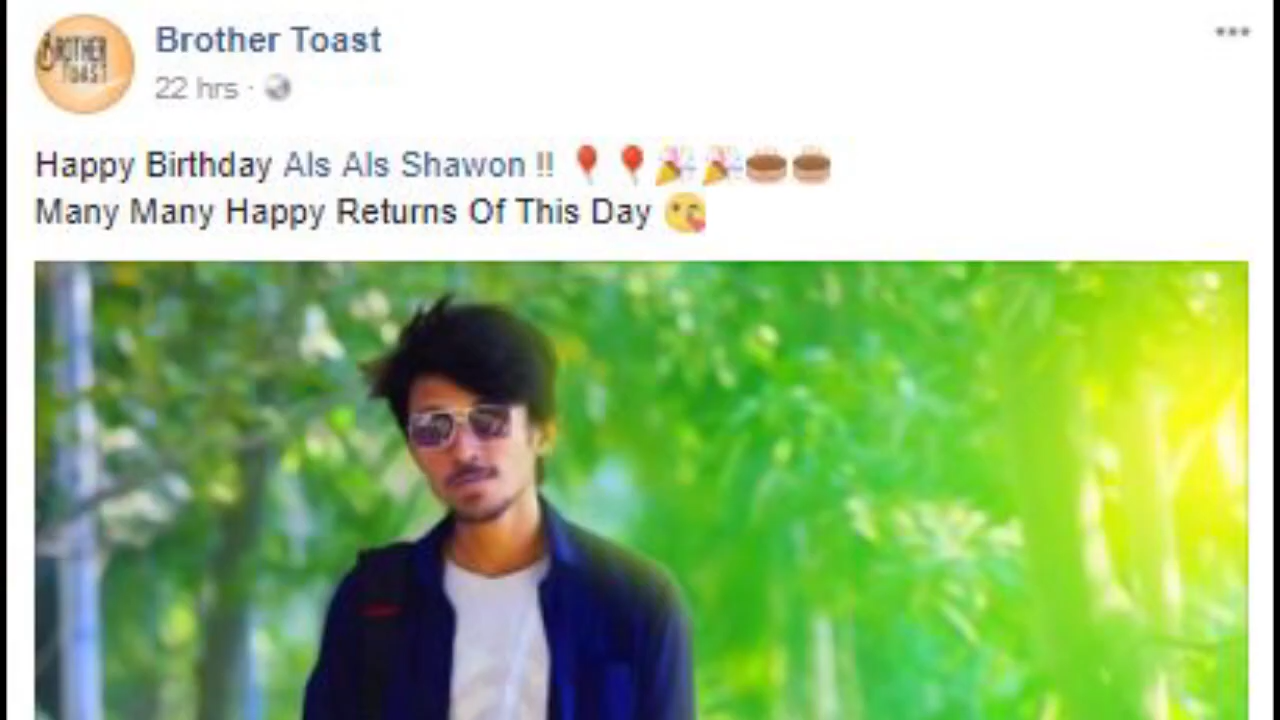 BROTHER
TOAST
Brother Toast
22 hrs ·
Happy Birthday Als Als Shawon !! 🎈🎈🎉🎉🎂🎂
Many Many Happy Returns Of This Day 😘